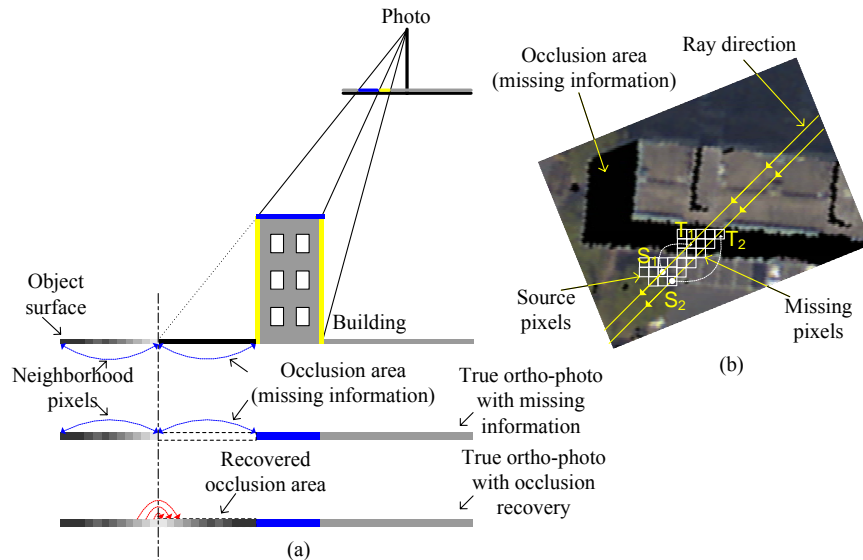 Photo
Object
surface
Building
Neighborhood
pixels
Occlusion area
(missing information)
True ortho-photo
with missing
information
Recovered
occlusion area
True ortho-photo
with occlusion
recovery
(a)
Occlusion area
(missing information)
Ray direction
T1
T2
S1
S2
Source
pixels
Missing
pixels
(b)